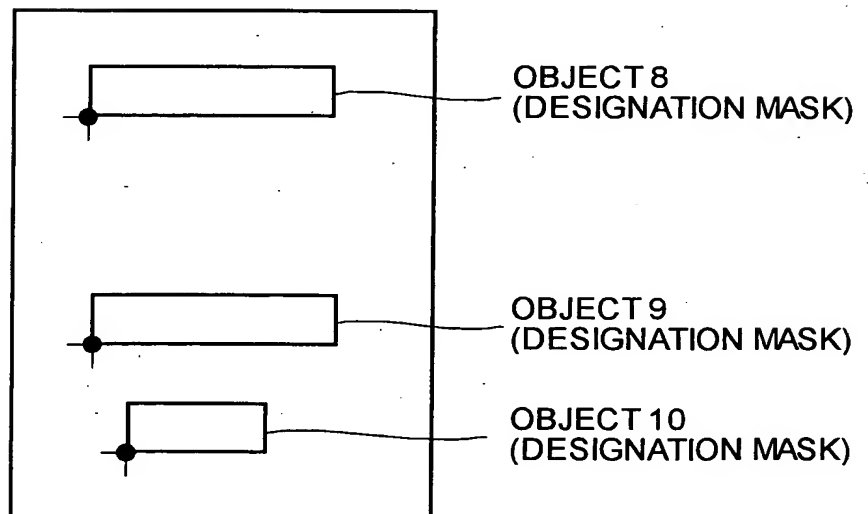 OBJECT 8
(DESIGNATION MASK)
OBJECT 9
(DESIGNATION MASK)
OBJECT 10
(DESIGNATION MASK)